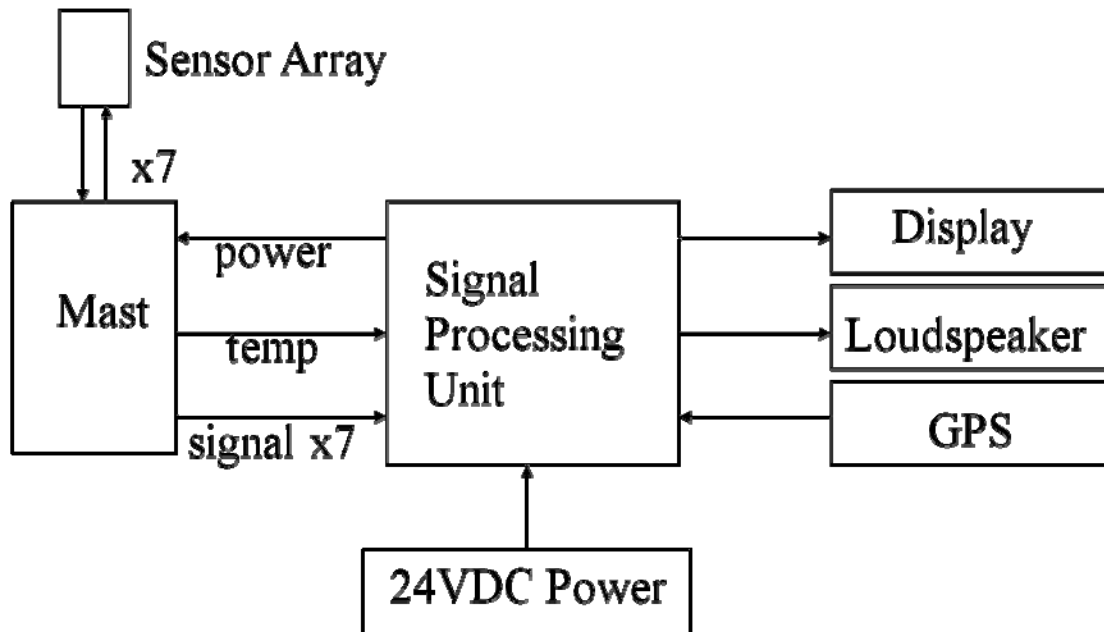 Sensor Array
x7
Mast
power
temp
signal x7
Signal
Processing
Unit
Display
Loudspeaker
GPS
24VDC Power